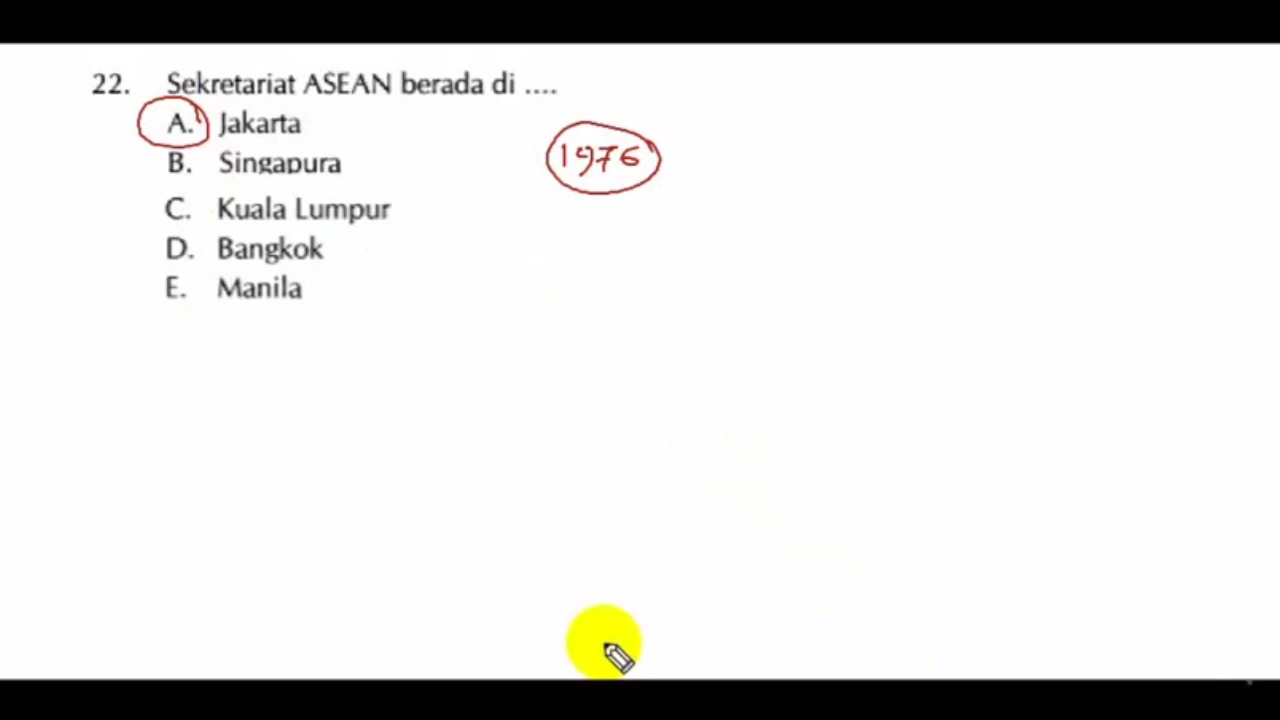 22. Sekretariat ASEAN berada di ....
A. Jakarta
B. Singapura
1976
C. Kuala Lumpur
D. Bangkok
E. Manila